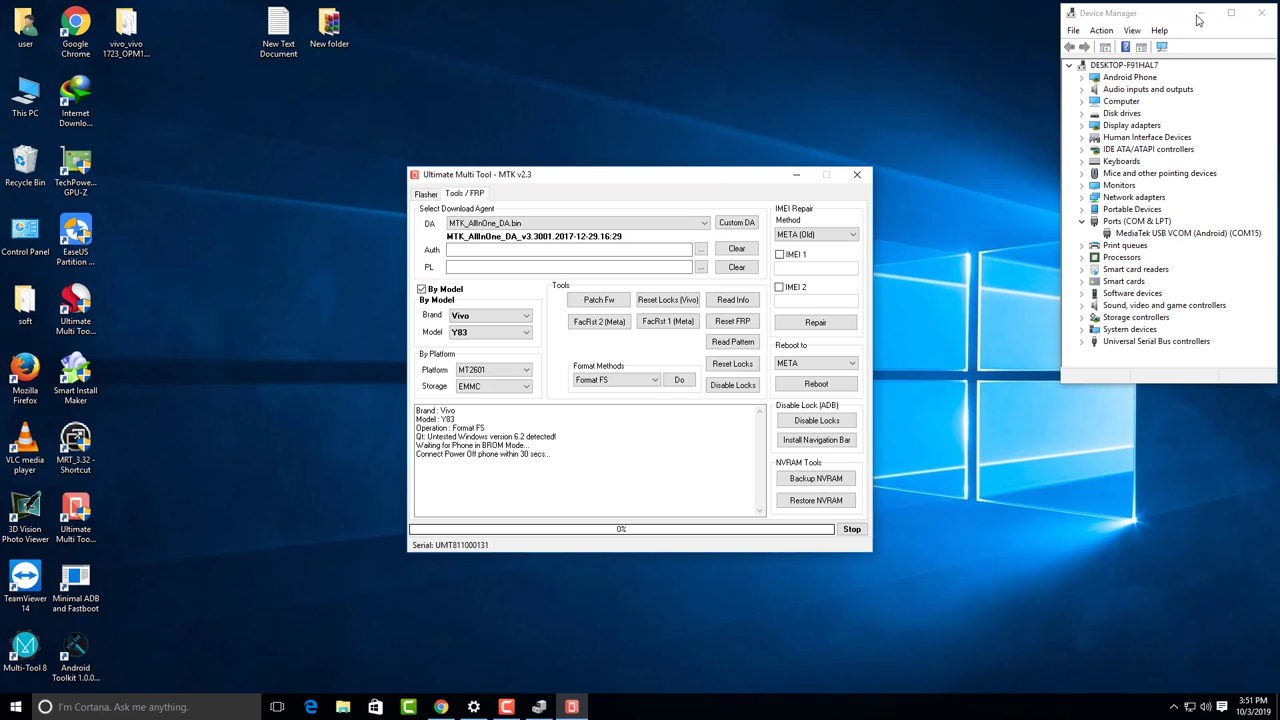 user
Google
Chrome
vivo_vivo
1723_OPM1...
New Text
Document
New folder
This PC
Internet
Downlo...
Recycle Bin
TechPowe...
GPU-Z
Control Panel
EaseUS
Partition ...
soft
Ultimate
Multi Too...
Mozilla
Firefox
Smart Install
Maker
VLC media
player
MRT_3.32 -
Shortcut
3D Vision
Photo Viewer
Ultimate
Multi Too...
TeamViewer
14
Minimal ADB
and Fastboot
Multi-Tool 8
Android
Toolkit 1.0.0...
Ultimate Multi Tool - MTK v2.3
Flasher
Tools / FRP
Select Download Agent
DA
MTK_AllInOne_DA.bin
Custom DA
MTK_AllInOne_DA_v3.3001.2017-12-29.16:29
Auth
...
Clear
PL
...
Clear
By Model
By Model
Brand
Vivo
Model
Y83
By Platform
Platform
MT2601
Storage
EMMC
Tools
Patch Fw
Reset Locks (Vivo)
Read Info
FacRst 2 (Meta)
FacRst 1 (Meta)
Reset FRP
Read Pattern
Format Methods
Reset Locks
Format FS
Do
Disable Locks
IMEI Repair
Method
META (Old)
IMEI 1
IMEI 2
Repair
Reboot to
META
Reboot
Disable Lock (ADB)
Disable Locks
Install Navigation Bar
NVRAM Tools
Backup NVRAM
Restore NVRAM
Brand : Vivo
Model : Y83
Operation : Format FS
Qt: Untested Windows version 6.2 detected!
Waiting for Phone in BROM Mode...
Connect Power Off phone within 30 secs...
0%
Stop
Serial: UMT811000131
Device Manager
File Action View Help
DESKTOP-F91HAL7
Android Phone
Audio inputs and outputs
Computer
Disk drives
Display adapters
Human Interface Devices
IDE ATA/ATAPI controllers
Keyboards
Mice and other pointing devices
Monitors
Network adapters
Portable Devices
Ports (COM & LPT)
MediaTek USB VCOM (Android) (COM15)
Print queues
Processors
Smart card readers
Smart cards
Software devices
Sound, video and game controllers
Storage controllers
System devices
Universal Serial Bus controllers
I'm Cortana. Ask me anything.
3:51 PM
10/3/2019